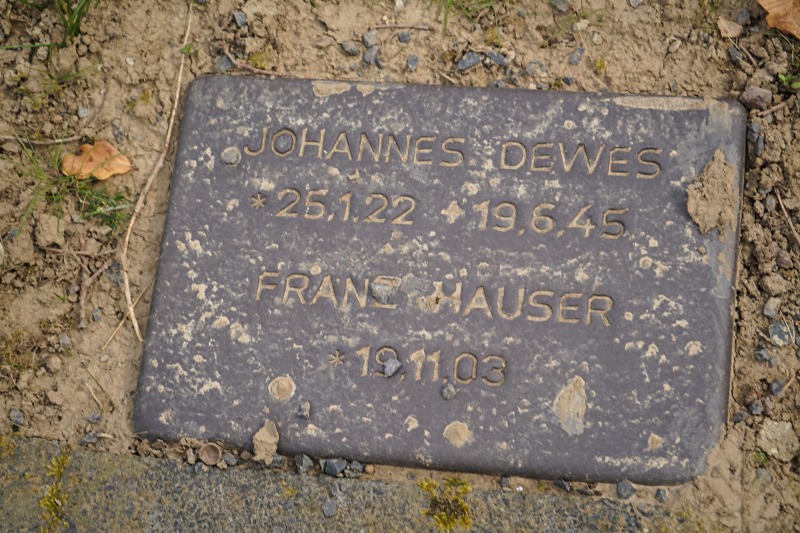 JOHANNES DEWES
*25.1.22 ✝19.6.45
FRANZ HAUSER
*19.11.03